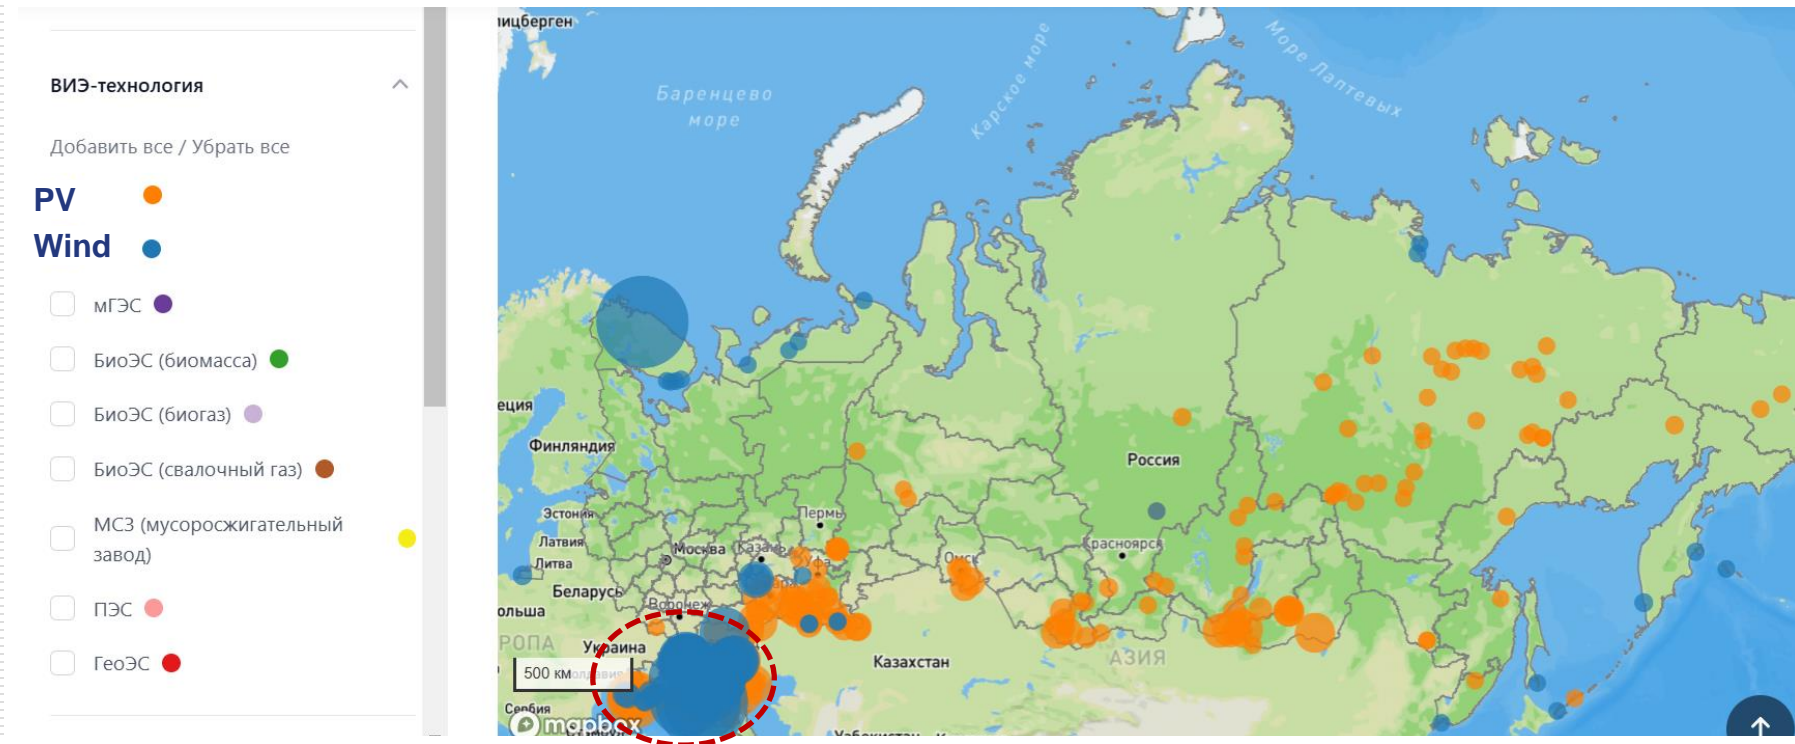 ВИЭ-технология
Добавить все / Убрать все
PV
Wind
мГЭС
БиоЭС (биомасса)
БиоЭС (биогаз)
БиоЭС (свалочный газ)
МСЗ (мусоросжигательный
завод)
ПЭС
ГеоЭС
Баренцево
море
Карское море
Море Лаптевых
Финляндия
Эстония
Латвия
Литва
Беларусь
Украина
Москва
Воронеж
Казань
Пермь
Уфа
Омск
Красноярск
Россия
Казахстан
АЗИЯ
500 км
Сербия
mapbox